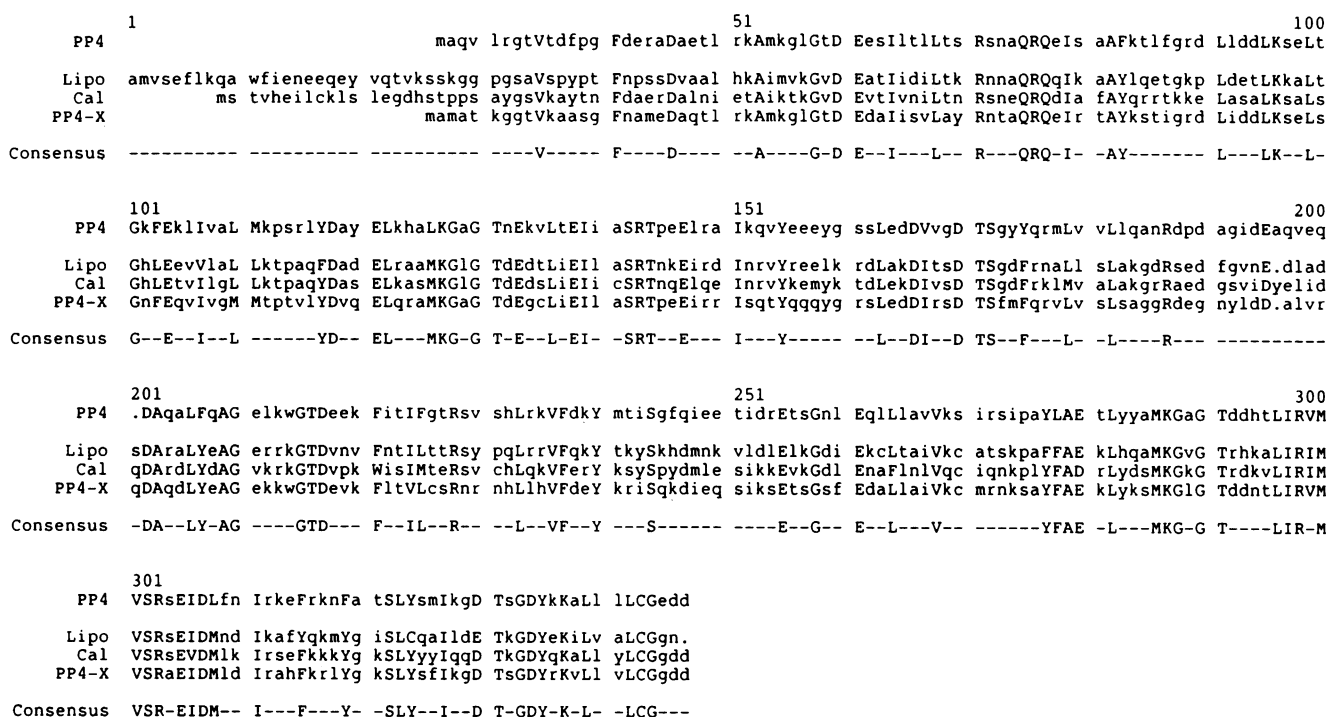 1 51 100
PP4 maqv lrgtVtdfpg FderaDaetl rkAmkglGtD EesIltlLts RsnaQRQeIs aAFktlfgrd LlddLKseLt
Lipo amvseflkqa wfieneeqey vqtvksskgg pgsaVspypt FnpssDvaal hkAimvkGvD EatIidiLtk RnnaQRQqIk aAYlqetgkp LdetLKkaLt
Cal ms tvheilckls legdhstpps aygsVkaytn FdaerDalni etAiktkGvD EvtIvniLtn RsneQRQdIa fAYqrrtkke LasaLKsaLs
PP4-X mamat kggtVkaasg FnameDaqtl rkAmkglGtD EdaIisvLay RntaQRQeIr tAYkstigrd LiddLKseLs
Consensus ---------- ---------- ---------- ----V----- F----D---- --A----G-D E--I---L-- R---QRQ-I- -AY------- L---LK--L-
101 151 200
PP4 GkFEklIvaL MkpsrlYDay ELkhaLKGaG TnEkvLtEIi aSRTpeElra IkqvYeeeyg ssLedDVvgD TSgyYqrmLv vLlqanRdpd agidEaqveq
Lipo GhLEevVlaL LktpaqFDad ELraaMKGlG TdEdtLiEIl aSRTnkEird InrvYreelk rdLakDItsD TSgdFrnaLl sLakgdRsed fgvnE.dlad
Cal GhLEtvIlgL LktpaqYDas ELkasMKGlG TdEdsLiEIi cSRTnqElqe InrvYkemyk tdLekDIvsD TSgdFrklMv aLakgrRaed gsviDyelid
PP4-X GnFEqvIvgM MtptvlYDvq ELqraMKGaG TdEgcLiEIl aSRTpeEirr IsqtYqqqyg rsLedDIrsD TSfmFqrvLv sLsaggRdeg nyldD.alvr
Consensus G--E--I--L ------YD-- EL---MKG-G T-E--L-EI- -SRT--E--- I---Y----- --L--DI--D TS--F---L- -L----R--- ----------
201 251 300
PP4 .DAqaLFqAG elkwGTDeek FitIFgtRsv shLrkVFdkY mtiSgfqiee tidrEtsGnl EqlLlavVks irsipaYLAE tLyyaMKGaG TddhtLIRVM
Lipo sDAraLYeAG errkGTDvnv FntILttRsy pqLrrVFqkY tkySkhdmnk vldlElkGdi EkcLtaiVkc atskpaFFAE kLhqaMKGvG TrhkaLIRIM
Cal qDArdLYdAG vkrkGTDvpk WisIMteRsv chLqkVFerY ksySpydmle sikkEvkGdl EnaFlnlVqc iqnkplYFAD rLydsMKGkG TrdkvLIRIM
PP4-X qDAqdLYeAG ekkwGTDevk FltVLcsRnr nhLlhVFdeY kriSqkdieq siksEtsGsf EdaLlaiVkc mrnksaYFAE kLyksMKGlG TddntLIRVM
Consensus -DA--LY-AG ----GTD--- F--IL--R-- --L--VF--Y ---S------ ----E--G-- E--L---V-- ------YFAE -L---MKG-G T----LIR-M
301
PP4 VSRsEIDLfn IrkeFrknFa tSLYsmIkgD TsGDYkKaLl lLCGedd
Lipo VSRsEIDMnd IkafYqkmYg iSLCqaIldE TkGDYeKiLv aLCGgn.
Cal VSRsEVDMlk IrseFkkkYg kSLYyyIqqD TkGDYqKaLl yLCGgdd
PP4-X VSRaEIDMld IrahFkrlYg kSLYsfIkgD TsGDYrKvLl vLCGgdd
Consensus VSR-EIDM-- I---F---Y- -SLY--I--D T-GDY-K-L- -LCG---